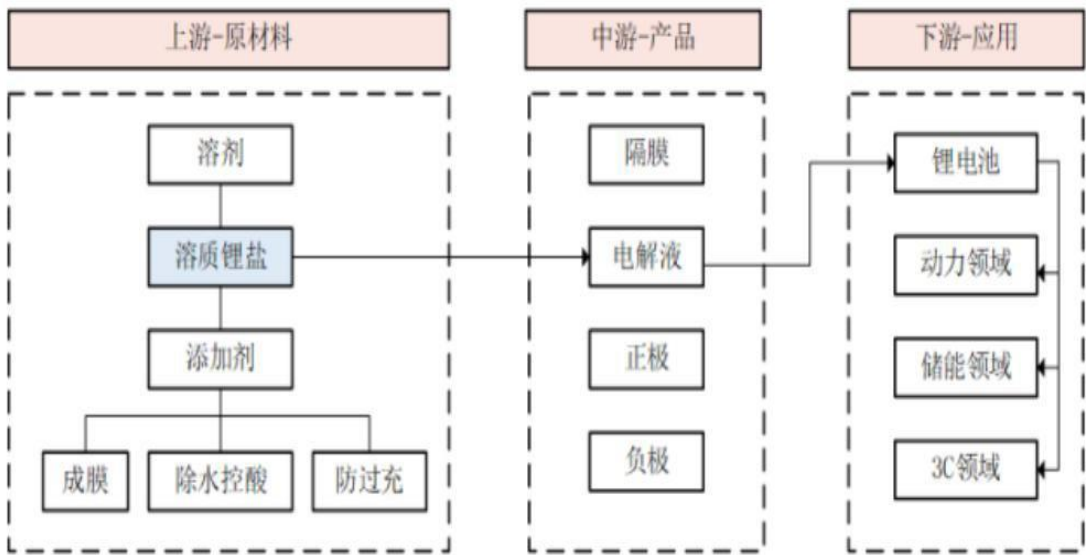 上游-原材料
中游-产品
下游-应用
溶剂
溶质锂盐
添加剂
成膜
除水控酸
防过充
隔膜
电解液
正极
负极
锂电池
动力领域
储能领域
3C领域